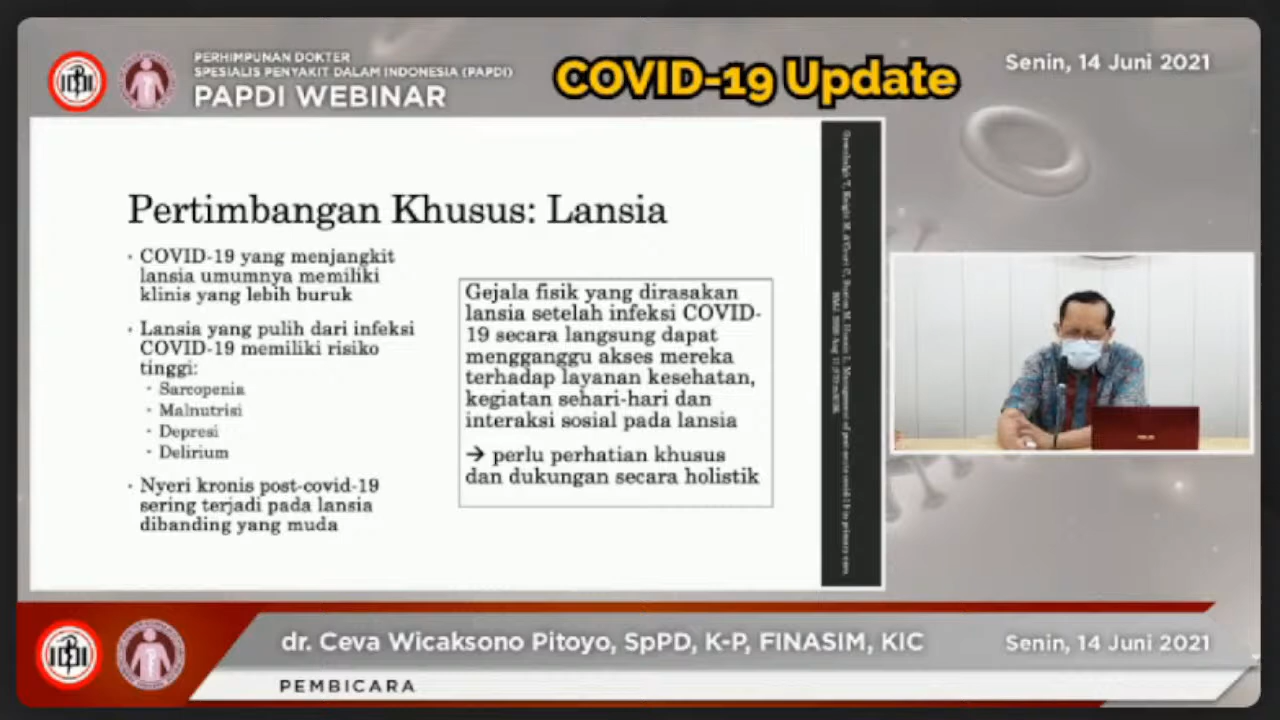 PERHIMPUNAN DOKTER
SPESIALIS PENYAKIT DALAM INDONESIA (PAPDI)
PAPDI WEBINAR
COVID-19 Update
Senin, 14 Juni 2021
Pertimbangan Khusus: Lansia
· COVID-19 yang menjangkit
lansia umumnya memiliki
klinis yang lebih buruk
· Lansia yang pulih dari infeksi
COVID-19 memiliki risiko
tinggi:
· Sarcopenia
· Malnutrisi
· Depresi
· Delirium
· Nyeri kronis post-covid-19
sering terjadi pada lansia
dibanding yang muda
Gejala fisik yang dirasakan
lansia setelah infeksi COVID-
19 secara langsung dapat
mengganggu akses mereka
terhadap layanan kesehatan,
kegiatan sehari-hari dan
interaksi sosial pada lansia
→ perlu perhatian khusus
dan dukungan secara holistik
dr. Ceva Wicaksono Pitoyo, SpPD, K-P, FINASIM, KIC
Senin, 14 Juni 2021
PEMBICARA